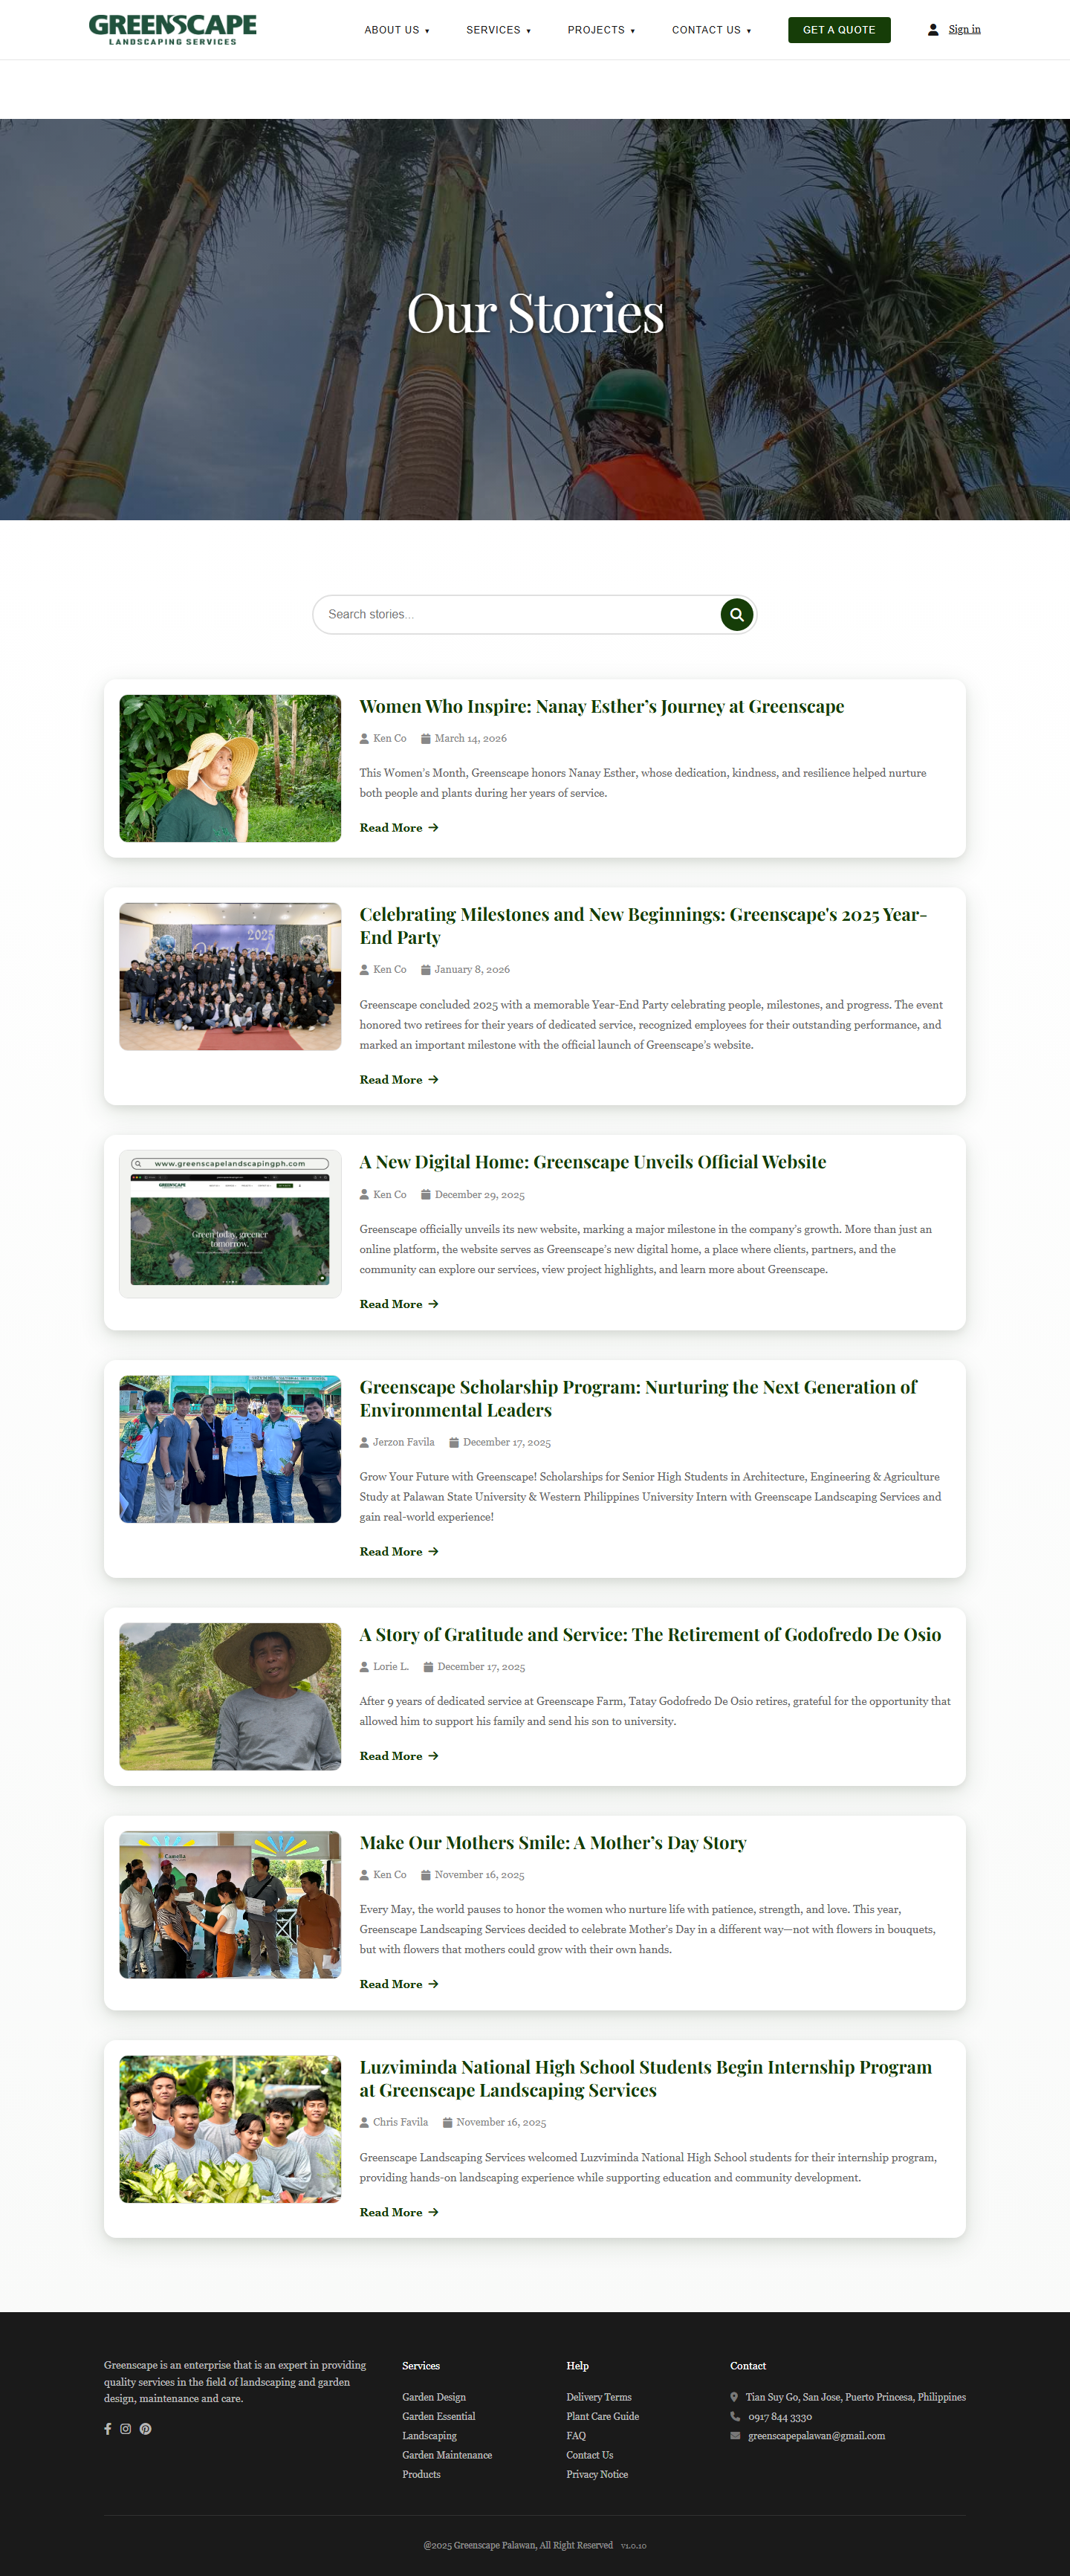 GREENSCAPE
LANDSCAPING SERVICES
ABOUT US ▾
SERVICES ▾
PROJECTS ▾
CONTACT US ▾
GET A QUOTE
Sign in
Our Stories
Search stories...
Women Who Inspire: Nanay Esther’s Journey at Greenscape
Ken Co March 14, 2026
This Women’s Month, Greenscape honors Nanay Esther, whose dedication, kindness, and resilience helped nurture
both people and plants during her years of service.
Read More →
2025
Celebrating Milestones and New Beginnings: Greenscape's 2025 Year-
End Party
Ken Co January 8, 2026
Greenscape concluded 2025 with a memorable Year-End Party celebrating people, milestones, and progress. The event
honored two retirees for their years of dedicated service, recognized employees for their outstanding performance, and
marked an important milestone with the official launch of Greenscape’s website.
Read More →
www.greenscapelandscapingph.com
GREENSCAPE
Green today, greener
tomorrow.
A New Digital Home: Greenscape Unveils Official Website
Ken Co December 29, 2025
Greenscape officially unveils its new website, marking a major milestone in the company’s growth. More than just an
online platform, the website serves as Greenscape’s new digital home, a place where clients, partners, and the
community can explore our services, view project highlights, and learn more about Greenscape.
Read More →
Greenscape Scholarship Program: Nurturing the Next Generation of
Environmental Leaders
Jerzon Favila December 17, 2025
Grow Your Future with Greenscape! Scholarships for Senior High Students in Architecture, Engineering & Agriculture
Study at Palawan State University & Western Philippines University Intern with Greenscape Landscaping Services and
gain real-world experience!
Read More →
A Story of Gratitude and Service: The Retirement of Godofredo De Osio
Lorie L. December 17, 2025
After 9 years of dedicated service at Greenscape Farm, Tatay Godofredo De Osio retires, grateful for the opportunity that
allowed him to support his family and send his son to university.
Read More →
Camella
Make Our Mothers Smile: A Mother’s Day Story
Ken Co November 16, 2025
Every May, the world pauses to honor the women who nurture life with patience, strength, and love. This year,
Greenscape Landscaping Services decided to celebrate Mother’s Day in a different way—not with flowers in bouquets,
but with flowers that mothers could grow with their own hands.
Read More →
Luzviminda National High School Students Begin Internship Program
at Greenscape Landscaping Services
Chris Favila November 16, 2025
Greenscape Landscaping Services welcomed Luzviminda National High School students for their internship program,
providing hands-on landscaping experience while supporting education and community development.
Read More →
Greenscape is an enterprise that is an expert in providing
quality services in the field of landscaping and garden
design, maintenance and care.
Services
Garden Design
Garden Essential
Landscaping
Garden Maintenance
Products
Help
Delivery Terms
Plant Care Guide
FAQ
Contact Us
Privacy Notice
Contact
Tian Suy Go, San Jose, Puerto Princesa, Philippines
0917 844 3330
greenscapepalawan@gmail.com
@2025 Greenscape Palawan, All Right Reserved v1.0.10